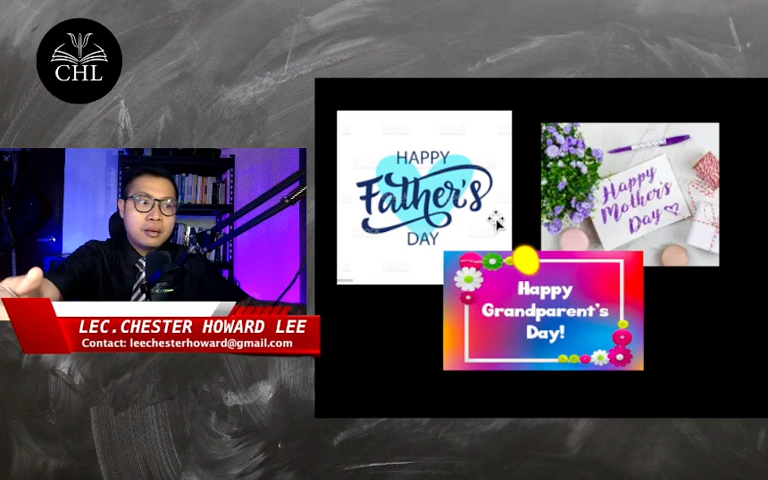 CHL
LEC.CHESTER HOWARD LEE
Contact: leechesterhoward@gmail.com
HAPPY
Father's
DAY
Happy
Mother's
Day
Happy
Grandparent's
Day!